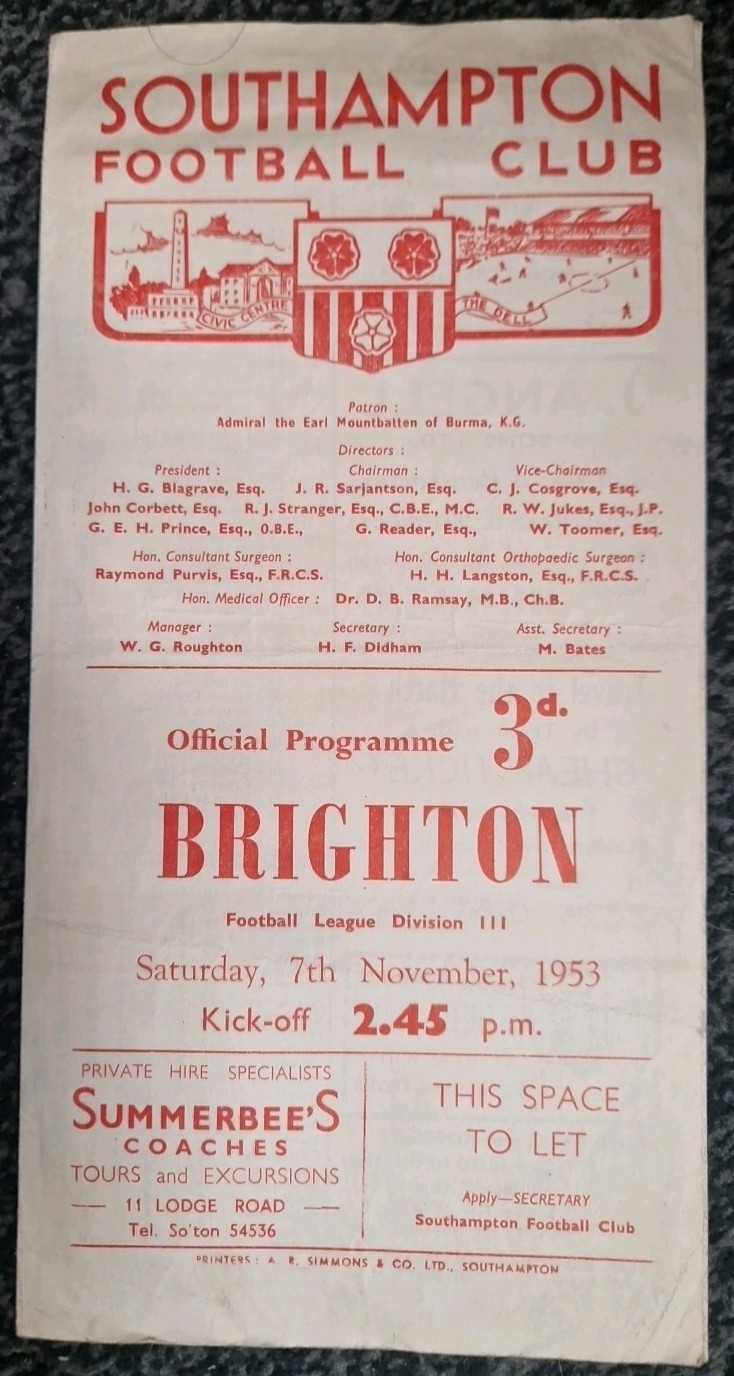 SOUTHAMPTON
FOOTBALL CLUB
CIVIC CENTRE
THE DELL
Patron :
Admiral the Earl Mountbatten of Burma, K.G.
Directors :
President : Chairman : Vice-Chairman
H. G. Blagrave, Esq. J. R. Sarjantson, Esq. C. J. Cosgrove, Esq.
John Corbett, Esq. R. J. Stranger, Esq., C.B.E., M.C. R. W. Jukes, Esq., J.P.
G. E. H. Prince, Esq., O.B.E., G. Reader, Esq., W. Toomer, Esq.
Hon. Consultant Surgeon : Hon. Consultant Orthopaedic Surgeon :
Raymond Purvis, Esq., F.R.C.S. H. H. Langston, Esq., F.R.C.S.
Hon. Medical Officer : Dr. D. B. Ramsay, M.B., Ch.B.
Manager : Secretary : Asst. Secretary :
W. G. Roughton H. F. Didham M. Bates
Official Programme 3d.
BRIGHTON
Football League Division III
Saturday, 7th November, 1953
Kick-off 2.45 p.m.
PRIVATE HIRE SPECIALISTS
SUMMERBEE'S
COACHES
TOURS and EXCURSIONS
— 11 LODGE ROAD —
Tel. So'ton 54536
THIS SPACE
TO LET
Apply—SECRETARY
Southampton Football Club
PRINTERS : A. B. SIMMONS & CO. LTD., SOUTHAMPTON